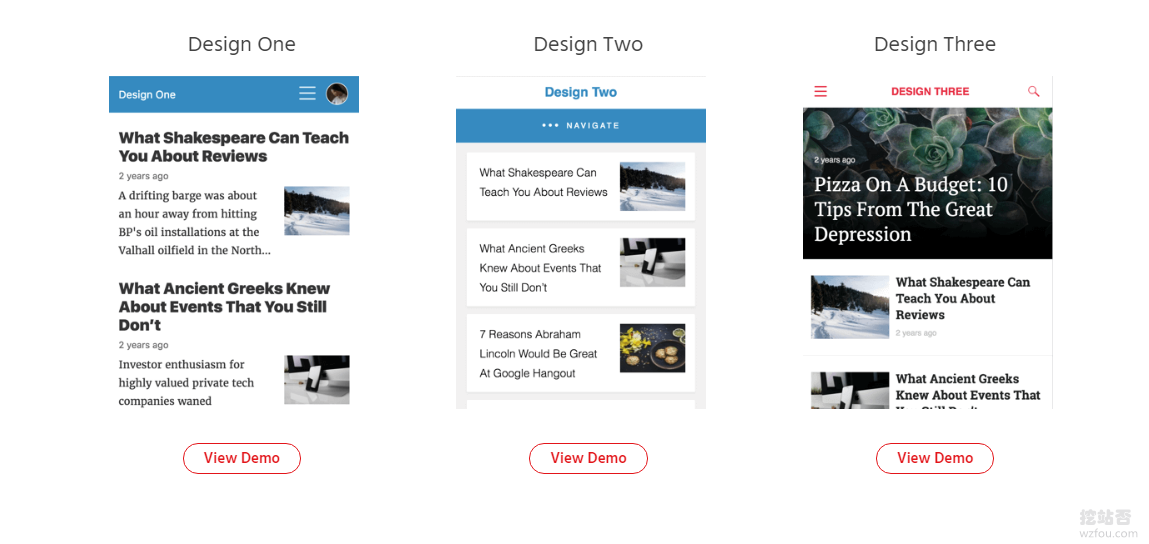 Design One
Design One
What Shakespeare Can Teach
You About Reviews
2 years ago
A drifting barge was about
an hour away from hitting
BP's oil installations at the
Valhall oilfield in the North...
What Ancient Greeks Knew
About Events That You Still
Don’t
2 years ago
Investor enthusiasm for
highly valued private tech
companies waned
View Demo
Design Two
Design Two
••• NAVIGATE
What Shakespeare Can
Teach You About Reviews
What Ancient Greeks
Knew About Events That
You Still Don’t
7 Reasons Abraham
Lincoln Would Be Great
At Google Hangout
View Demo
Design Three
DESIGN THREE
2 years ago
Pizza On A Budget: 10
Tips From The Great
Depression
What Shakespeare Can
Teach You About
Reviews
2 years ago
What Ancient Greeks
Knew About Events That
You Still Don't
View Demo
挖站否
wzfou.com